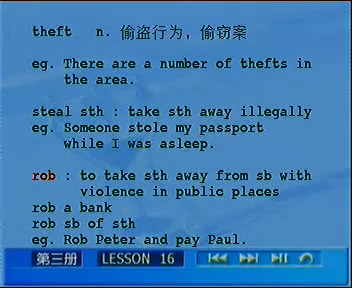 theft n. 偷盗行为，偷窃案
eg. There are a number of thefts in
the area.
steal sth : take sth away illegally
eg. Someone stole my passport
while I was asleep.
rob : to take sth away from sb with
violence in public places
rob a bank
rob sb of sth
eg. Rob Peter and pay Paul.
第三册 LESSON 16